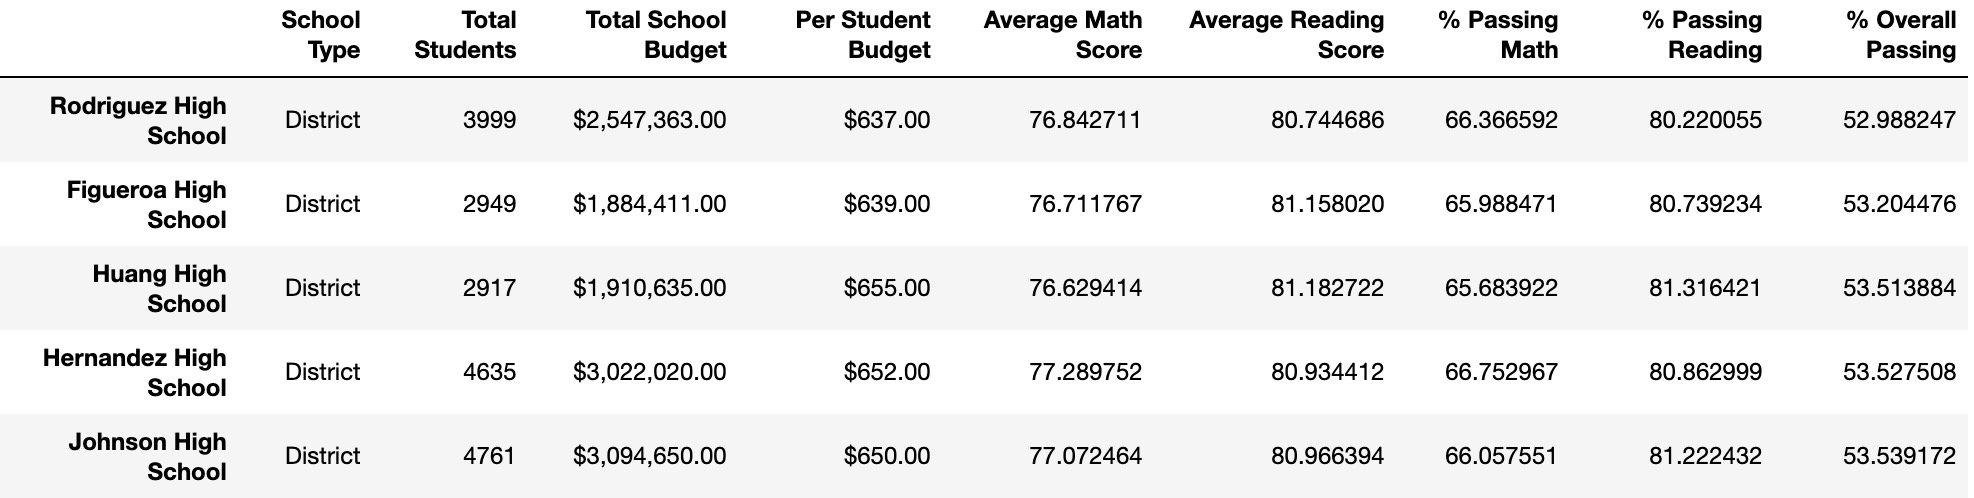 School Type Total Students Total School Budget Per Student Budget Average Math Score Average Reading Score % Passing Math % Passing Reading % Overall Passing
Rodriguez High School District 3999 $2,547,363.00 $637.00 76.842711 80.744686 66.366592 80.220055 52.988247
Figueroa High School District 2949 $1,884,411.00 $639.00 76.711767 81.158020 65.988471 80.739234 53.204476
Huang High School District 2917 $1,910,635.00 $655.00 76.629414 81.182722 65.683922 81.316421 53.513884
Hernandez High School District 4635 $3,022,020.00 $652.00 77.289752 80.934412 66.752967 80.862999 53.527508
Johnson High School District 4761 $3,094,650.00 $650.00 77.072464 80.966394 66.057551 81.222432 53.539172